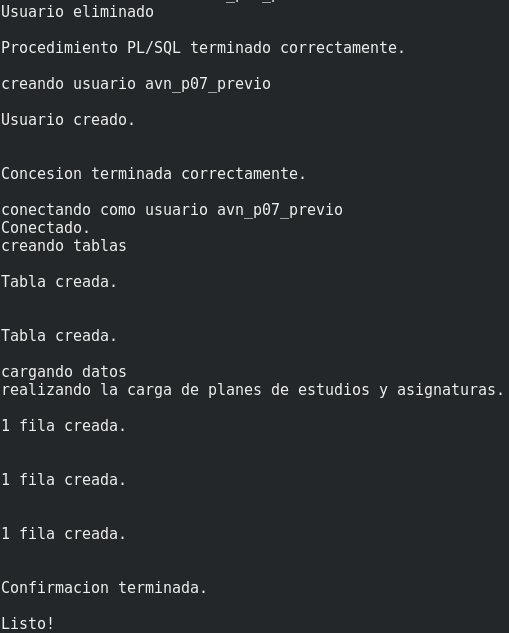 Usuario eliminado
Procedimiento PL/SQL terminado correctamente.
creando usuario avn_p07_previo
Usuario creado.
Concesion terminada correctamente.
conectando como usuario avn_p07_previo
Conectado.
creando tablas
Tabla creada.
Tabla creada.
cargando datos
realizando la carga de planes de estudios y asignaturas.
1 fila creada.
1 fila creada.
1 fila creada.
Confirmacion terminada.
Listo!